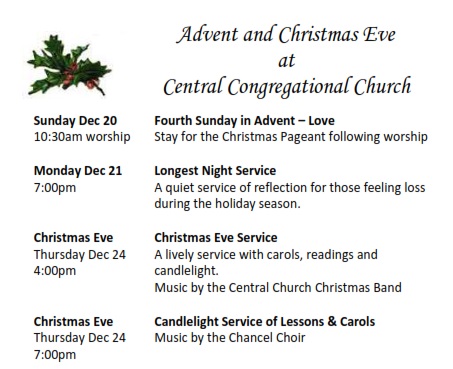 Advent and Christmas Eve
at
Central Congregational Church
Sunday Dec 20 Fourth Sunday in Advent – Love
10:30am worship Stay for the Christmas Pageant following worship
Monday Dec 21 Longest Night Service
7:00pm A quiet service of reflection for those feeling loss
during the holiday season.
Christmas Eve Christmas Eve Service
Thursday Dec 24 A lively service with carols, readings and
4:00pm candlelight.
Music by the Central Church Christmas Band
Christmas Eve Candlelight Service of Lessons & Carols
Thursday Dec 24 Music by the Chancel Choir
7:00pm